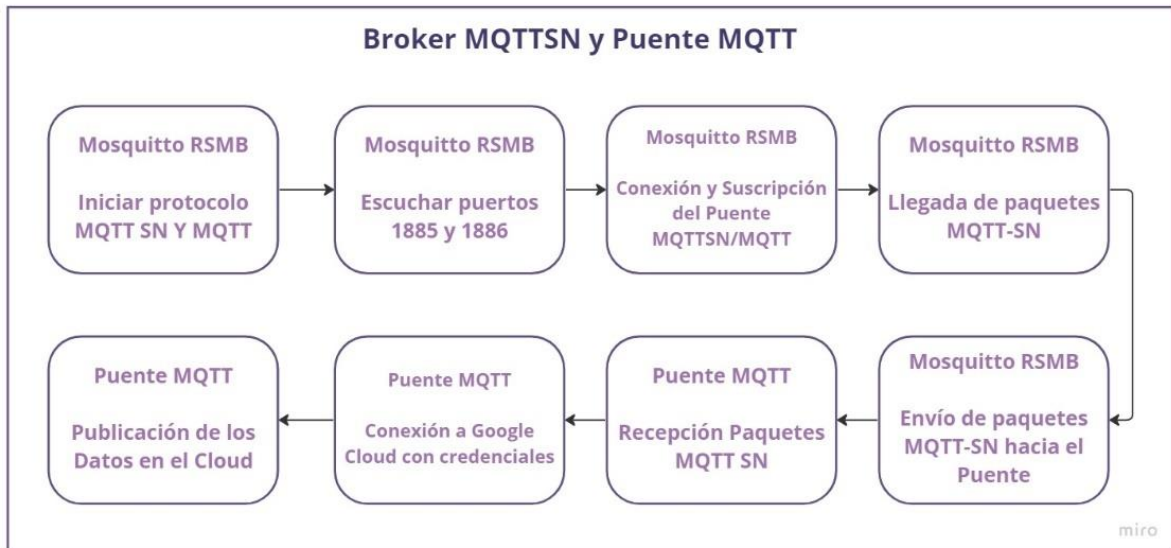 Broker MQTTSN y Puente MQTT
Mosquitto RSMB
Iniciar protocolo
MQTT SN Y MQTT
Mosquitto RSMB
Escuchar puertos
1885 y 1886
Mosquitto RSMB
Conexión y Suscripción
del Puente
MQTTSN/MQTT
Mosquitto RSMB
Llegada de paquetes
MQTT-SN
Mosquitto RSMB
Envío de paquetes
MQTT-SN hacia el
Puente
Puente MQTT
Recepción Paquetes
MQTT SN
Puente MQTT
Conexión a Google
Cloud con credenciales
Puente MQTT
Publicación de los
Datos en el Cloud
miro